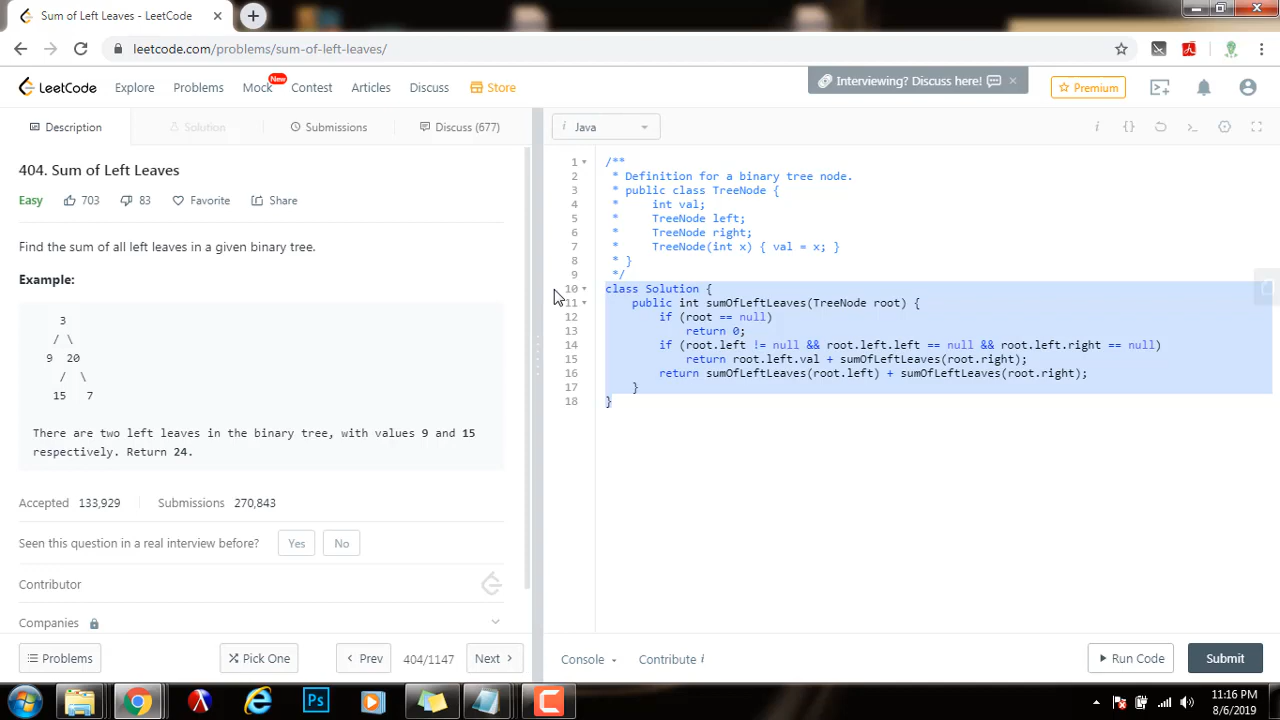 Sum of Left Leaves - LeetCode
leetcode.com/problems/sum-of-left-leaves/
LeetCode
Explore
Problems
Mock
New
Contest
Articles
Discuss
Store
Interviewing? Discuss here!
Premium
Description
Solution
Submissions
Discuss (677)
i Java
404. Sum of Left Leaves
Easy
703
83
Favorite
Share
Find the sum of all left leaves in a given binary tree.
Example:
3
/ \
9 20
/ \
15 7
There are two left leaves in the binary tree, with values 9 and 15
respectively. Return 24.
Accepted 133,929
Submissions 270,843
Seen this question in a real interview before?
Yes
No
Contributor
Companies
Problems
Pick One
Prev
404/1147
Next
1 /**
2 * Definition for a binary tree node.
3 * public class TreeNode {
4 * int val;
5 * TreeNode left;
6 * TreeNode right;
7 * TreeNode(int x) { val = x; }
8 * }
9 */
10 class Solution {
11 public int sumOfLeftLeaves(TreeNode root) {
12 if (root == null)
13 return 0;
14 if (root.left != null && root.left.left == null && root.left.right == null)
15 return root.left.val + sumOfLeftLeaves(root.right);
16 return sumOfLeftLeaves(root.left) + sumOfLeftLeaves(root.right);
17 }
18 }
Console
Contribute i
Run Code
Submit
Ps
11:16 PM
8/6/2019